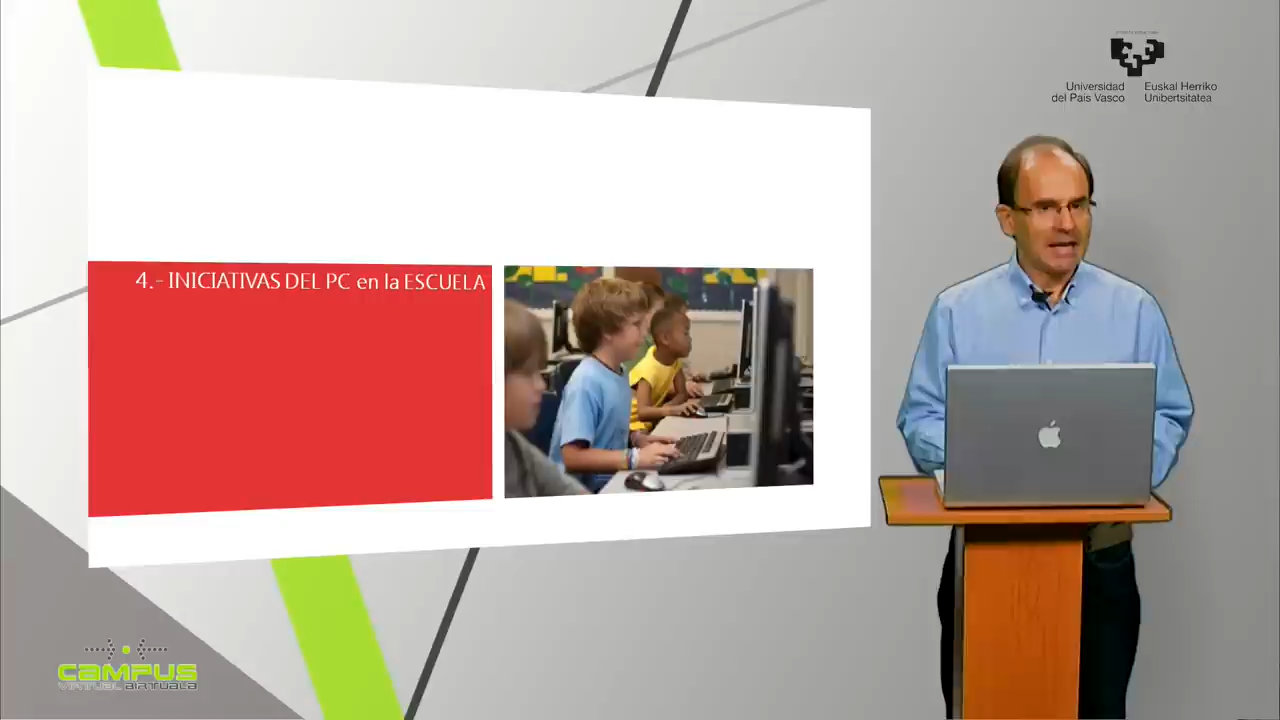 Universidad
del País Vasco
Euskal Herriko
Unibertsitatea
4.- INICIATIVAS DEL PC en la ESCUELA
CAMPUS
VIRTUAL BIRTUALA